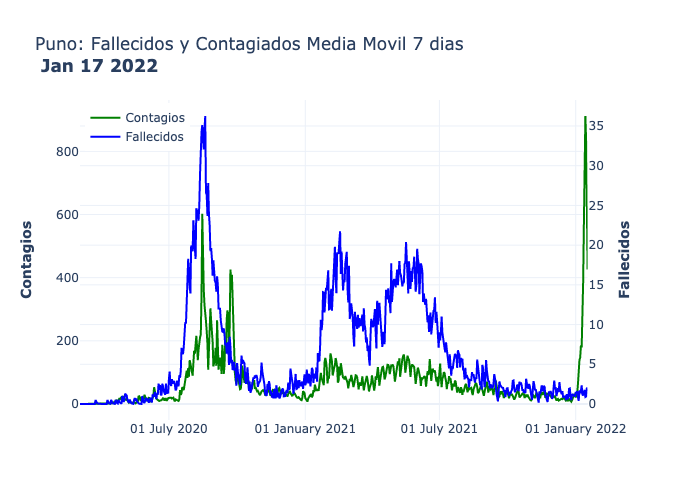 Puno: Fallecidos y Contagiados Media Movil 7 dias
Jan 17 2022
Contagios
Fallecidos
800
600
400
200
0
Contagios
35
30
25
20
15
10
5
0
Fallecidos
01 July 2020
01 January 2021
01 July 2021
01 January 2022